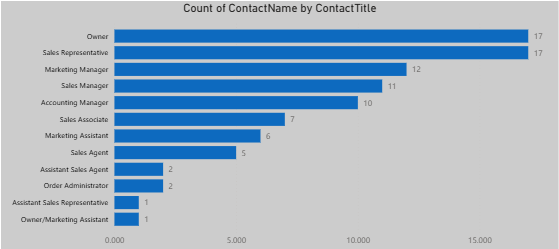 Count of ContactName by ContactTitle
Owner 17
Sales Representative 17
Marketing Manager 12
Sales Manager 11
Accounting Manager 10
Sales Associate 7
Marketing Assistant 6
Sales Agent 5
Assistant Sales Agent 2
Order Administrator 2
Assistant Sales Representative 1
Owner/Marketing Assistant 1
0.000 5.000 10.000 15.000